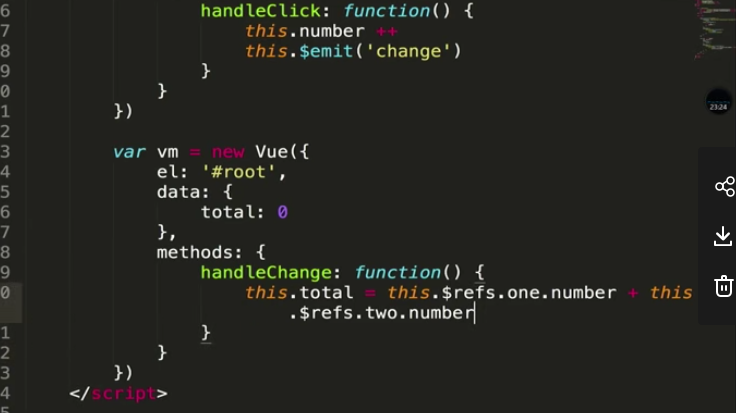 6 handleClick: function() {
7 this.number ++
8 this.$emit('change')
9 }
0 }
1 })
2
3 var vm = new Vue({
4 el: '#root',
5 data: {
6 total: 0
7 },
8 methods: {
9 handleChange: function() {
0 this.total = this.$refs.one.number + this
.$refs.two.number
1 }
2 }
3 })
4 </script>
23:24